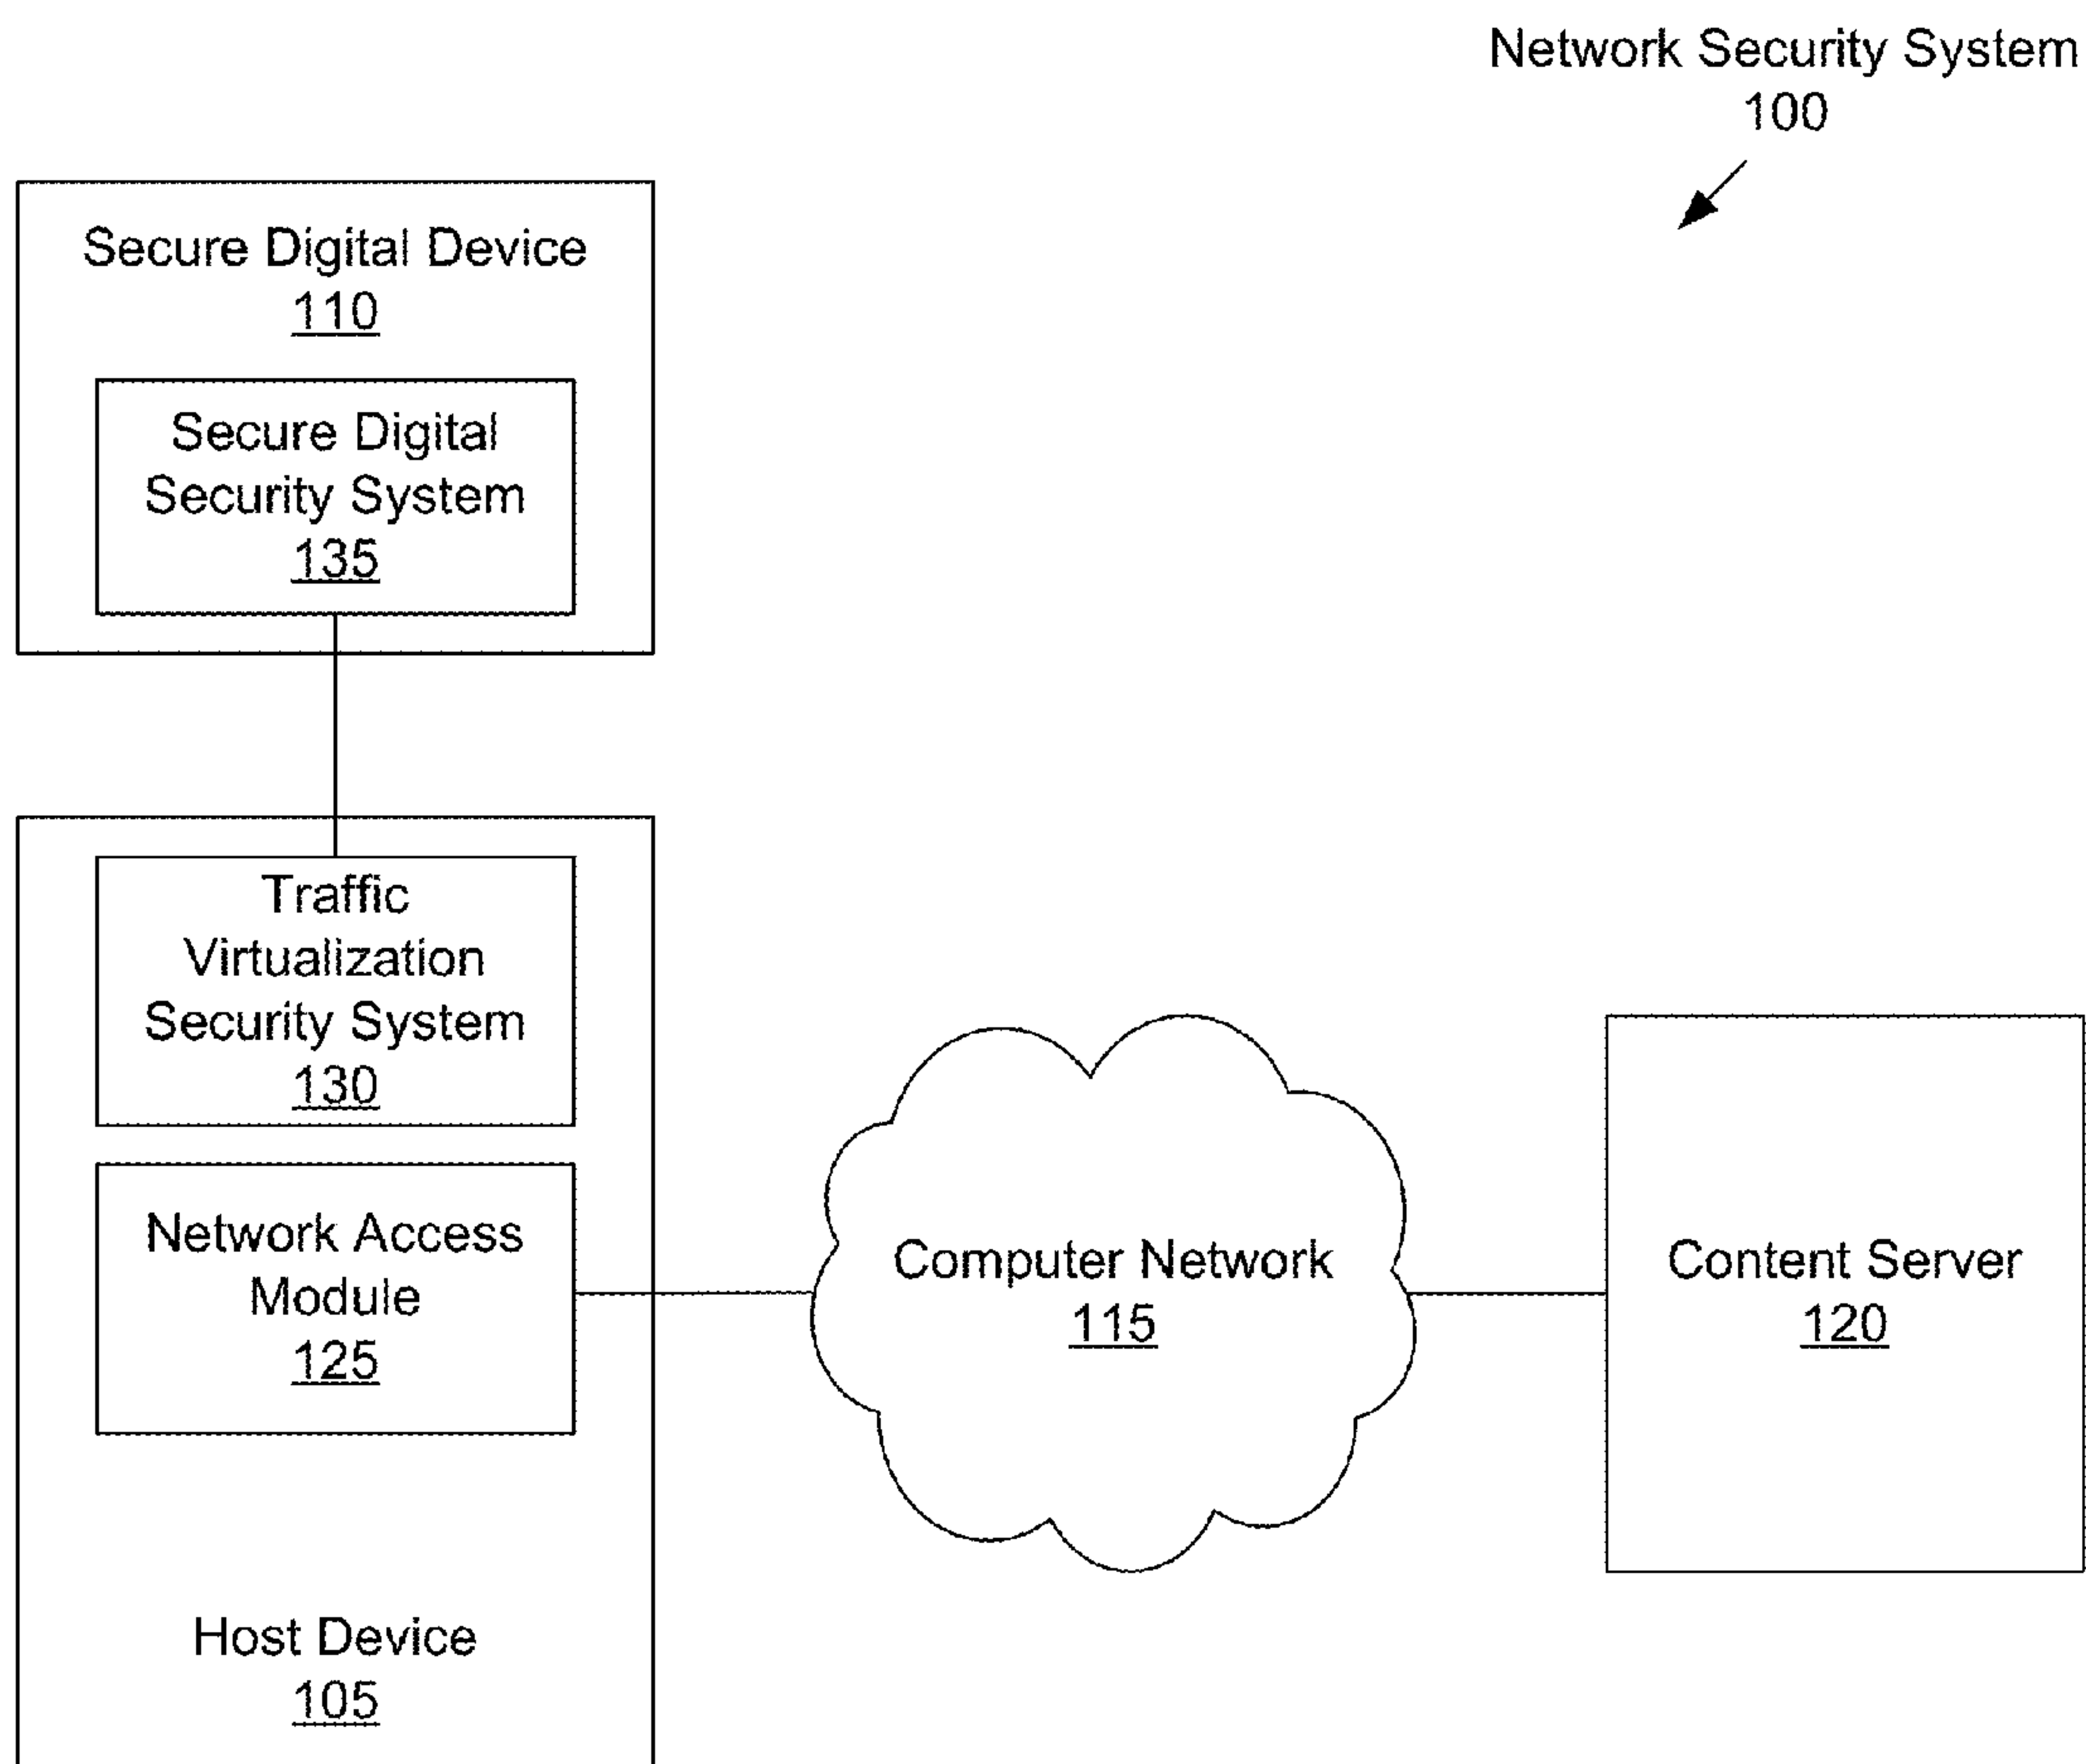 Network Security System
100
Secure Digital Device
110
Secure Digital
Security System
135
Traffic
Virtualization
Security System
130
Network Access
Module
125
Host Device
105
Computer Network
115
Content Server
120